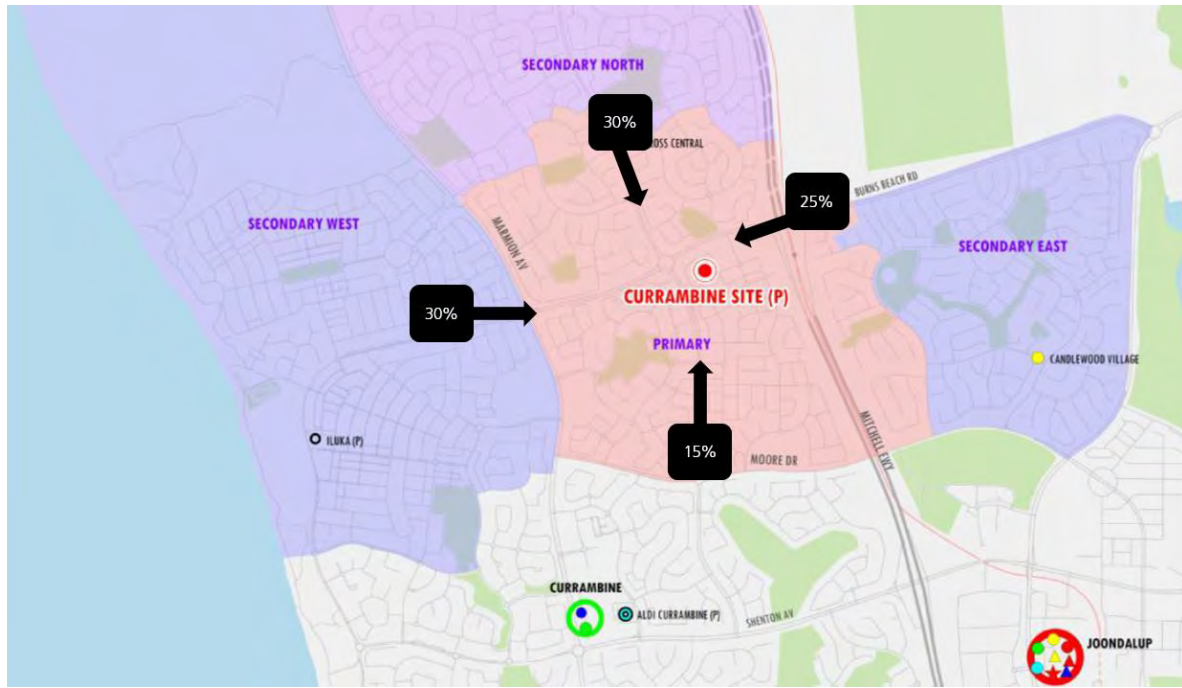 SECONDARY NORTH
30%
OSS CENTRAL
25%
BURNS BEACH RD
SECONDARY WEST
MARMION AV
SECONDARY EAST
CURRAMBINE SITE (P)
30%
PRIMARY
CANDLEWOOD VILLAGE
ILUKA (P)
15%
MOORE DR
MITCHELL FWY
CURRAMBINE
ALDI CURRAMBINE (P)
SHENTON AV
JOONDALUP